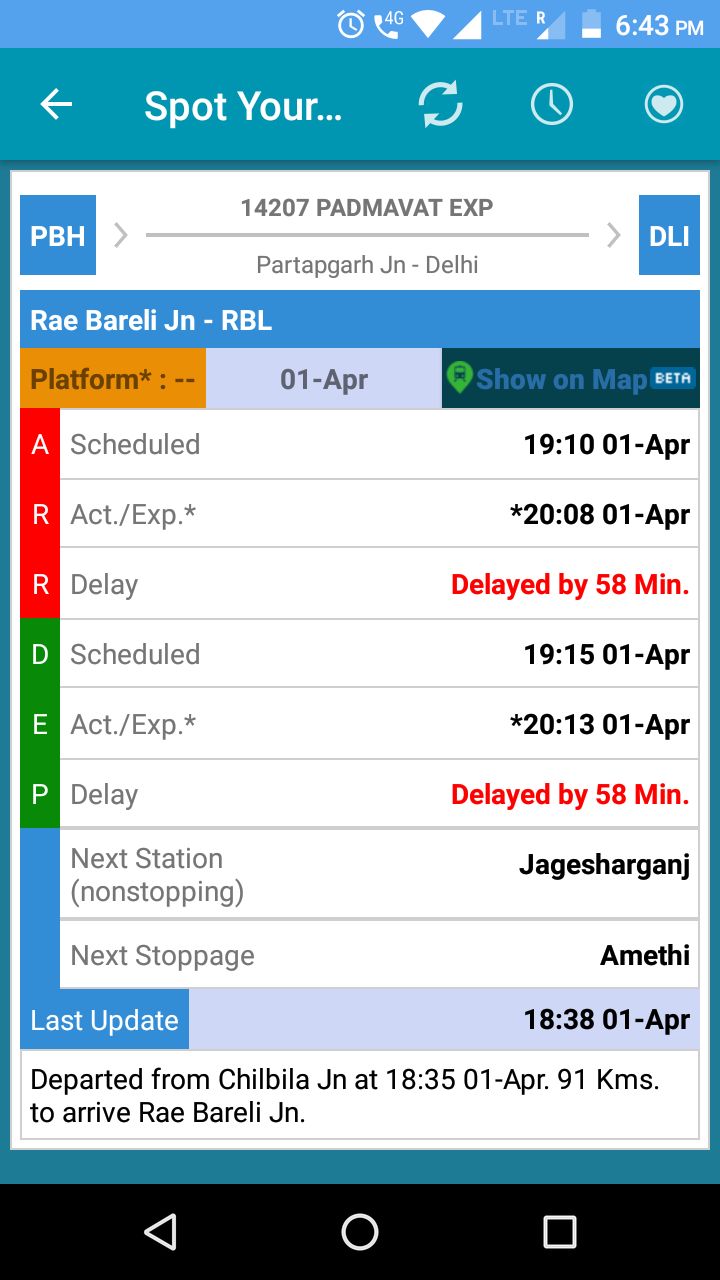 4G LTE R 6:43 PM
Spot Your...
PBH 14207 PADMAVAT EXP DLI
Partapgarh Jn - Delhi
Rae Bareli Jn - RBL
Platform* : -- 01-Apr Show on Map BETA
A Scheduled 19:10 01-Apr
R Act./Exp.* *20:08 01-Apr
R Delay Delayed by 58 Min.
D Scheduled 19:15 01-Apr
E Act./Exp.* *20:13 01-Apr
P Delay Delayed by 58 Min.
Next Station Jagesharganj
(nonstopping)
Next Stoppage Amethi
Last Update 18:38 01-Apr
Departed from Chilbila Jn at 18:35 01-Apr. 91 Kms.
to arrive Rae Bareli Jn.